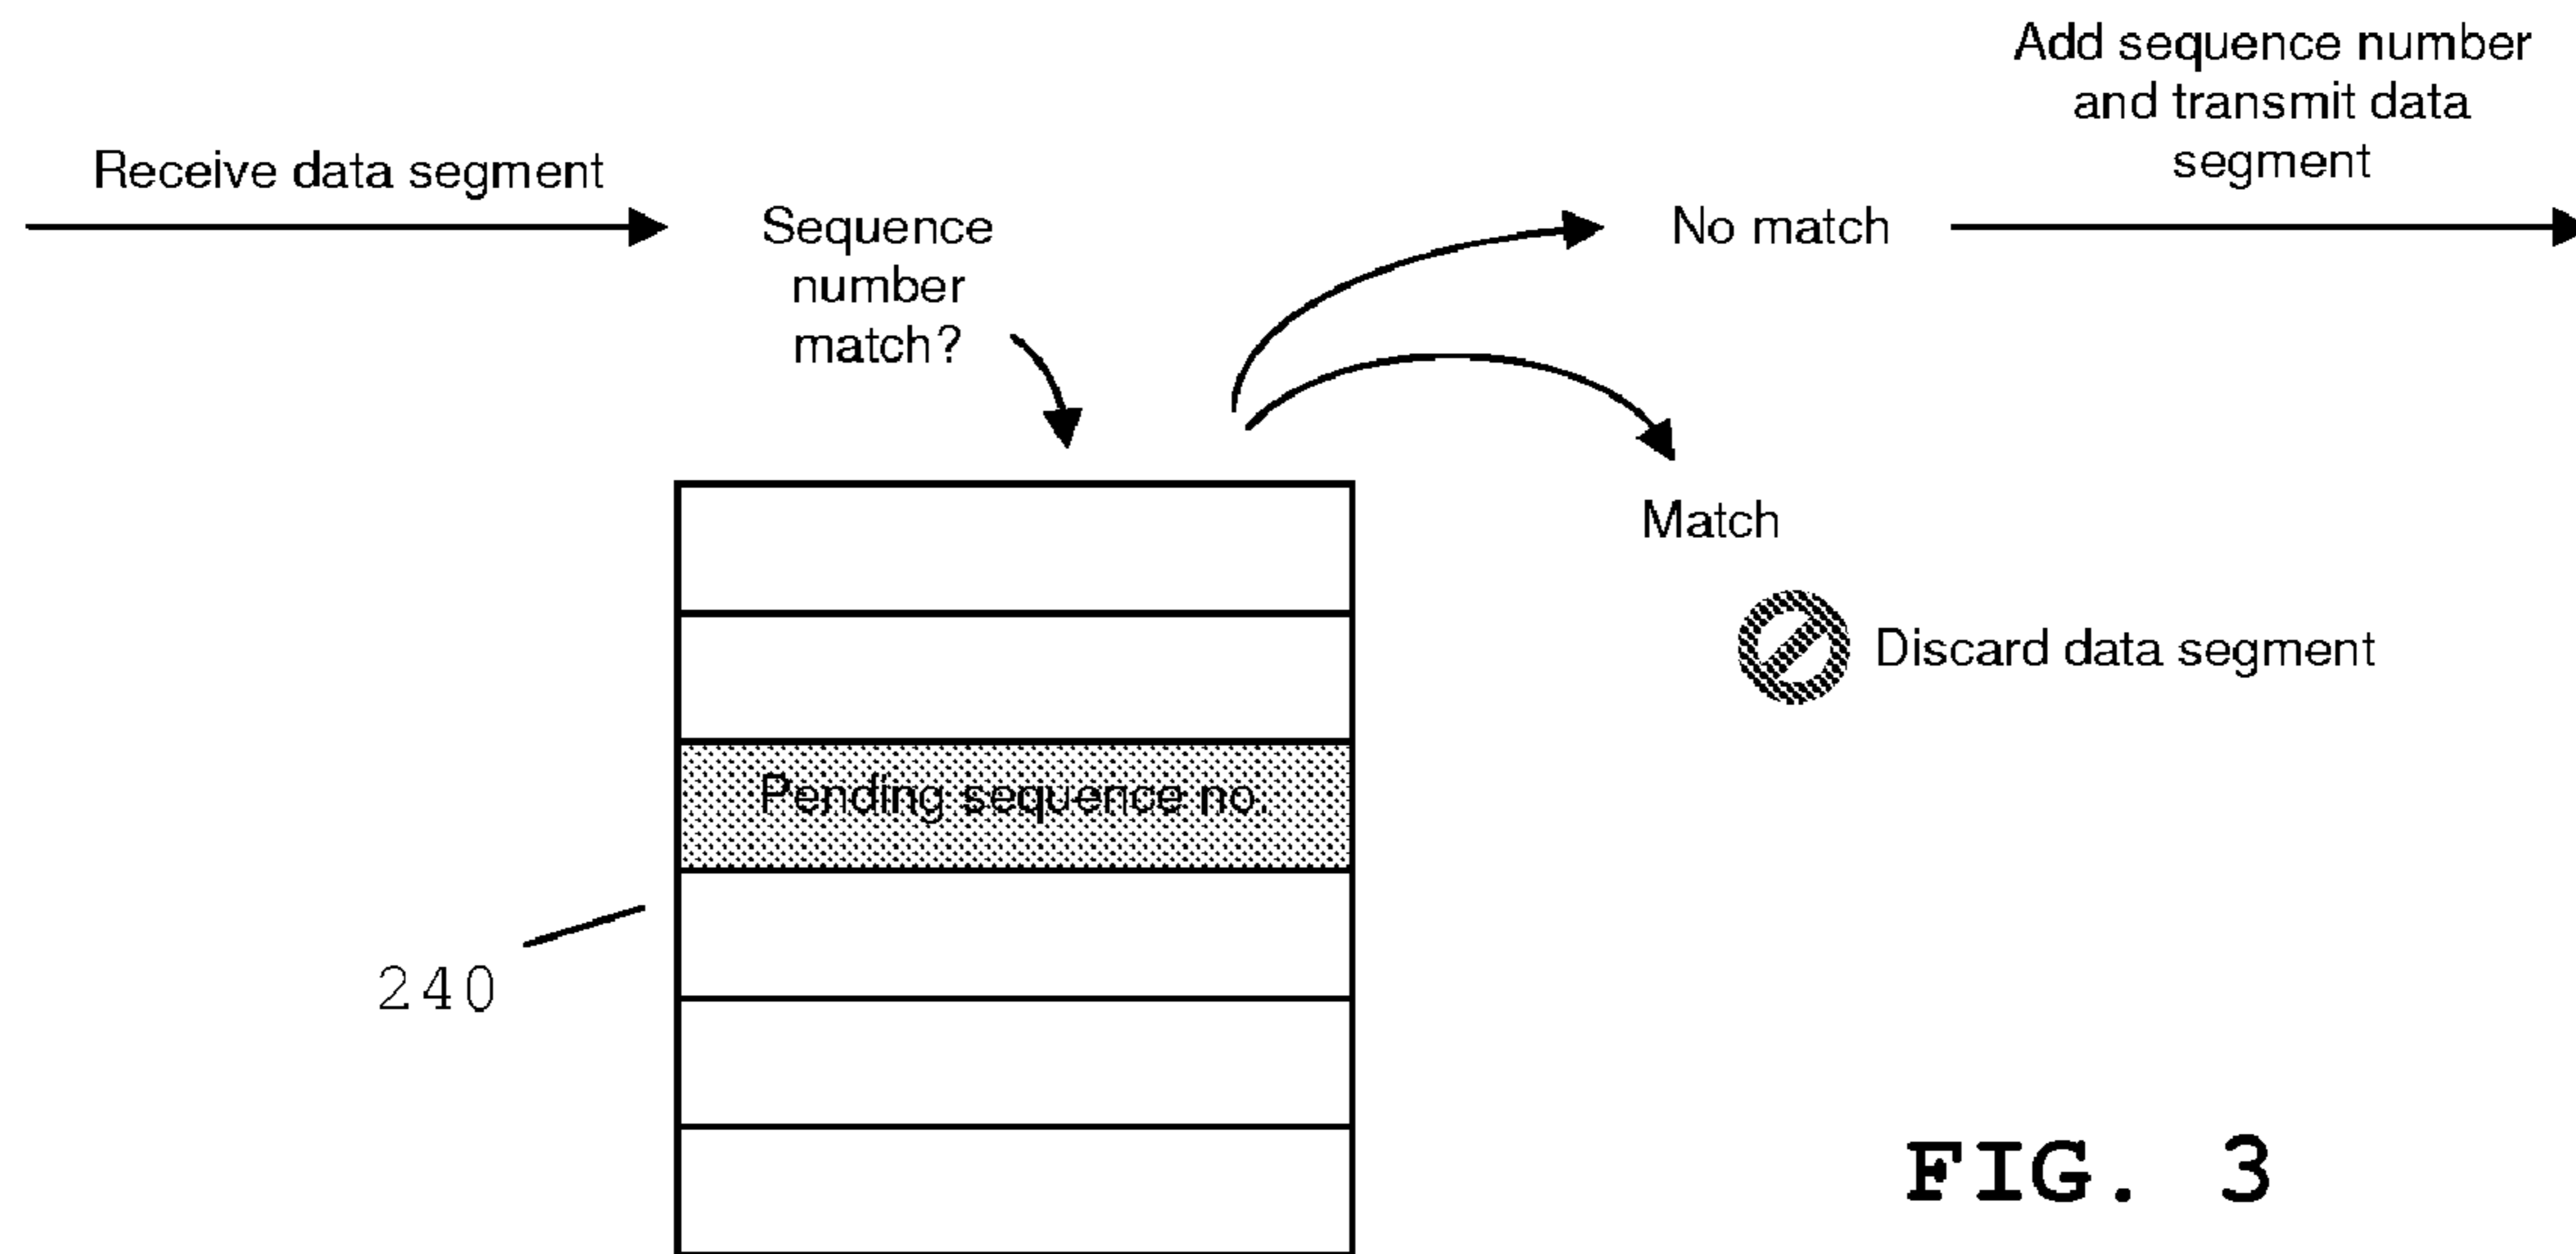 Add sequence number
and transmit data
segment
Receive data segment
Sequence
number
match?
No match
Match
Discard data segment
Pending sequence no.
240
FIG. 3